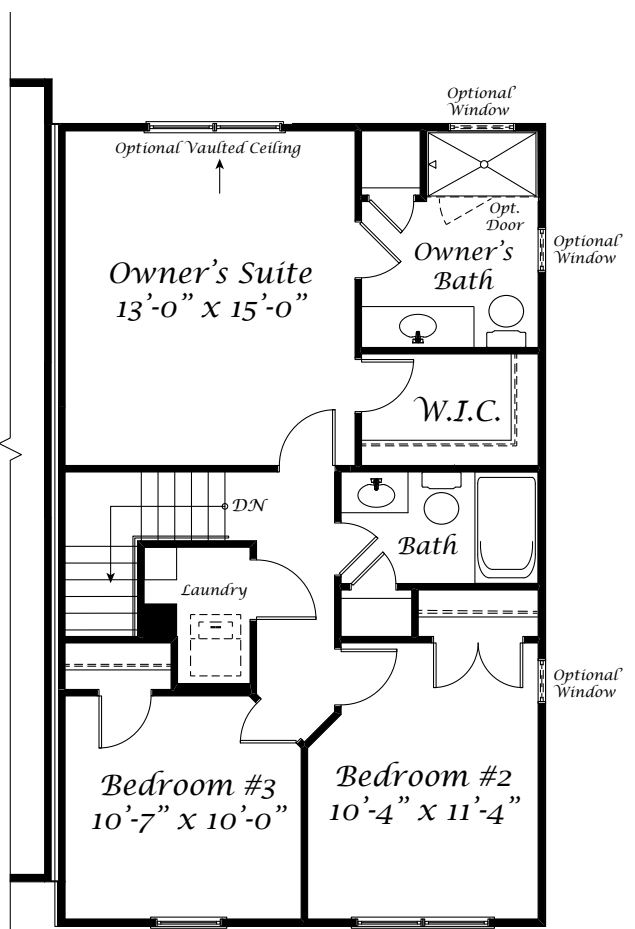 Optional
Window
Optional Vaulted Ceiling
Opt.
Door
Owner's Suite
13'-0" x 15'-0"
Owner's
Bath
Optional
Window
W.I.C.
DN
Bath
Laundry
Optional
Window
Bedroom #3
10'-7" x 10'-0"
Bedroom #2
10'-4" x 11'-4"